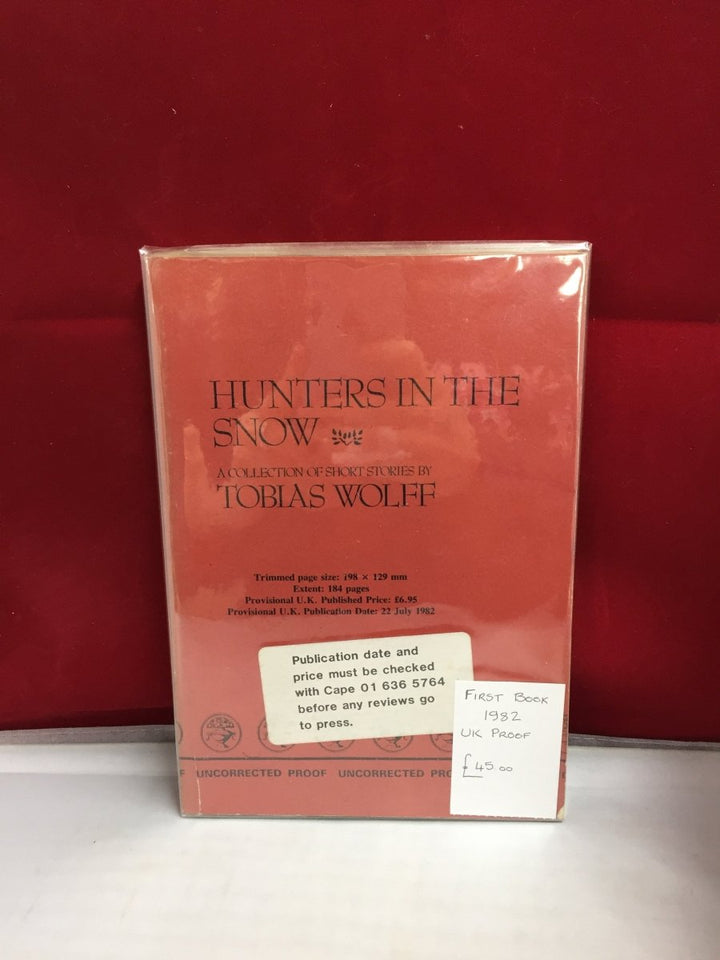 HUNTERS IN THE
SNOW
A COLLECTION OF SHORT STORIES BY
TOBIAS WOLFF
Trimmed page size: 198 × 129 mm
Extent: 184 pages
Provisional U.K. Published Price: £6.95
Provisional U.K. Publication Date: 22 July 1982
Publication date and
price must be checked
with Cape 01 636 5764
before any reviews go
to press.
FIRST BOOK
1982
UK PROOF
£45.00
F UNCORRECTED PROOF UNCORRECTED PRO